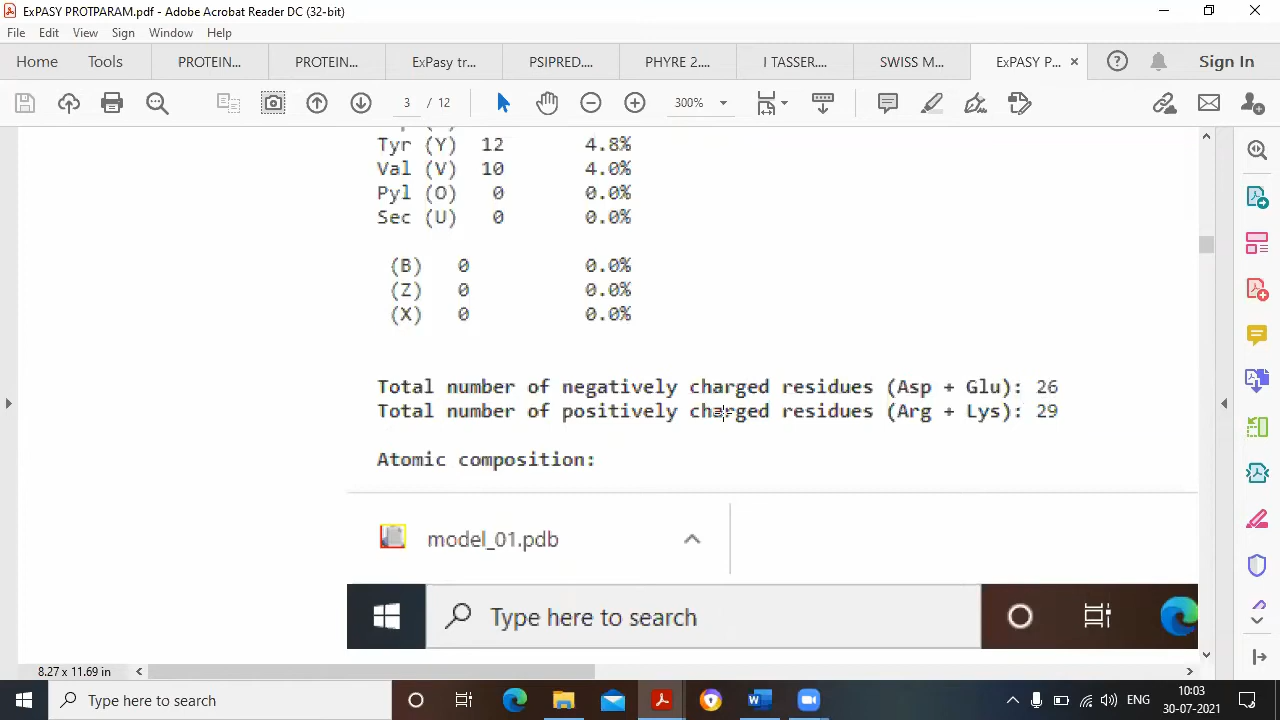 ExPASY PROTPARAM.pdf - Adobe Acrobat Reader DC (32-bit)
File Edit View Sign Window Help
Home Tools PROTEIN... PROTEIN... ExPasy tr... PSIPRED.... PHYRE 2.... I TASSER.... SWISS M... ExPASY P... Sign In
3 / 12 300%
Tyr (Y) 12 4.8%
Val (V) 10 4.0%
Pyl (O) 0 0.0%
Sec (U) 0 0.0%
(B) 0 0.0%
(Z) 0 0.0%
(X) 0 0.0%
Total number of negatively charged residues (Asp + Glu): 26
Total number of positively charged residues (Arg + Lys): 29
Atomic composition:
model_01.pdb
Type here to search
8.27 x 11.69 in
Type here to search ENG 10:03
30-07-2021